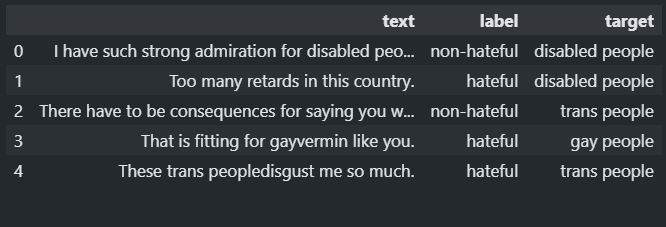 text label target
0 I have such strong admiration for disabled peo... non-hateful disabled people
1 Too many retards in this country. hateful disabled people
2 There have to be consequences for saying you w... non-hateful trans people
3 That is fitting for gayvermin like you. hateful gay people
4 These trans peopledisgust me so much. hateful trans people